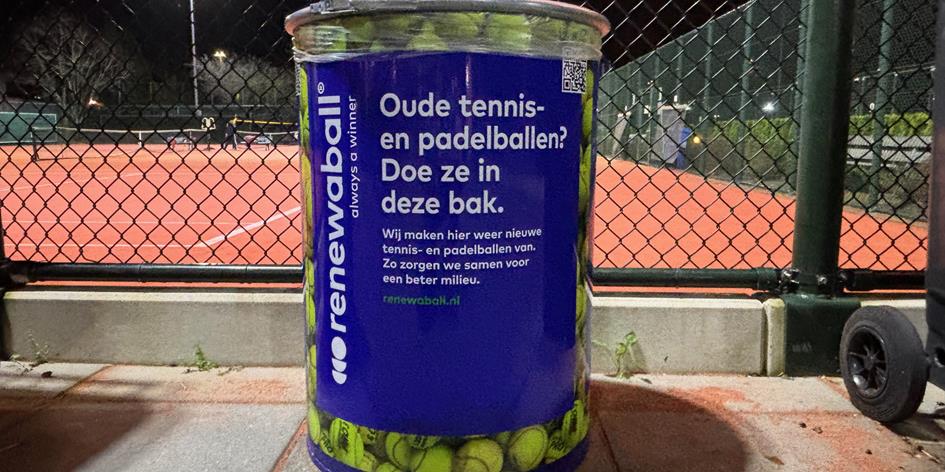 renewaball®
always a winner
Oude tennis-
en padelballen?
Doe ze in
deze bak.
Wij maken hier weer nieuwe
tennis- en padelballen van.
Zo zorgen we samen voor
een beter milieu.
renewaball.nl